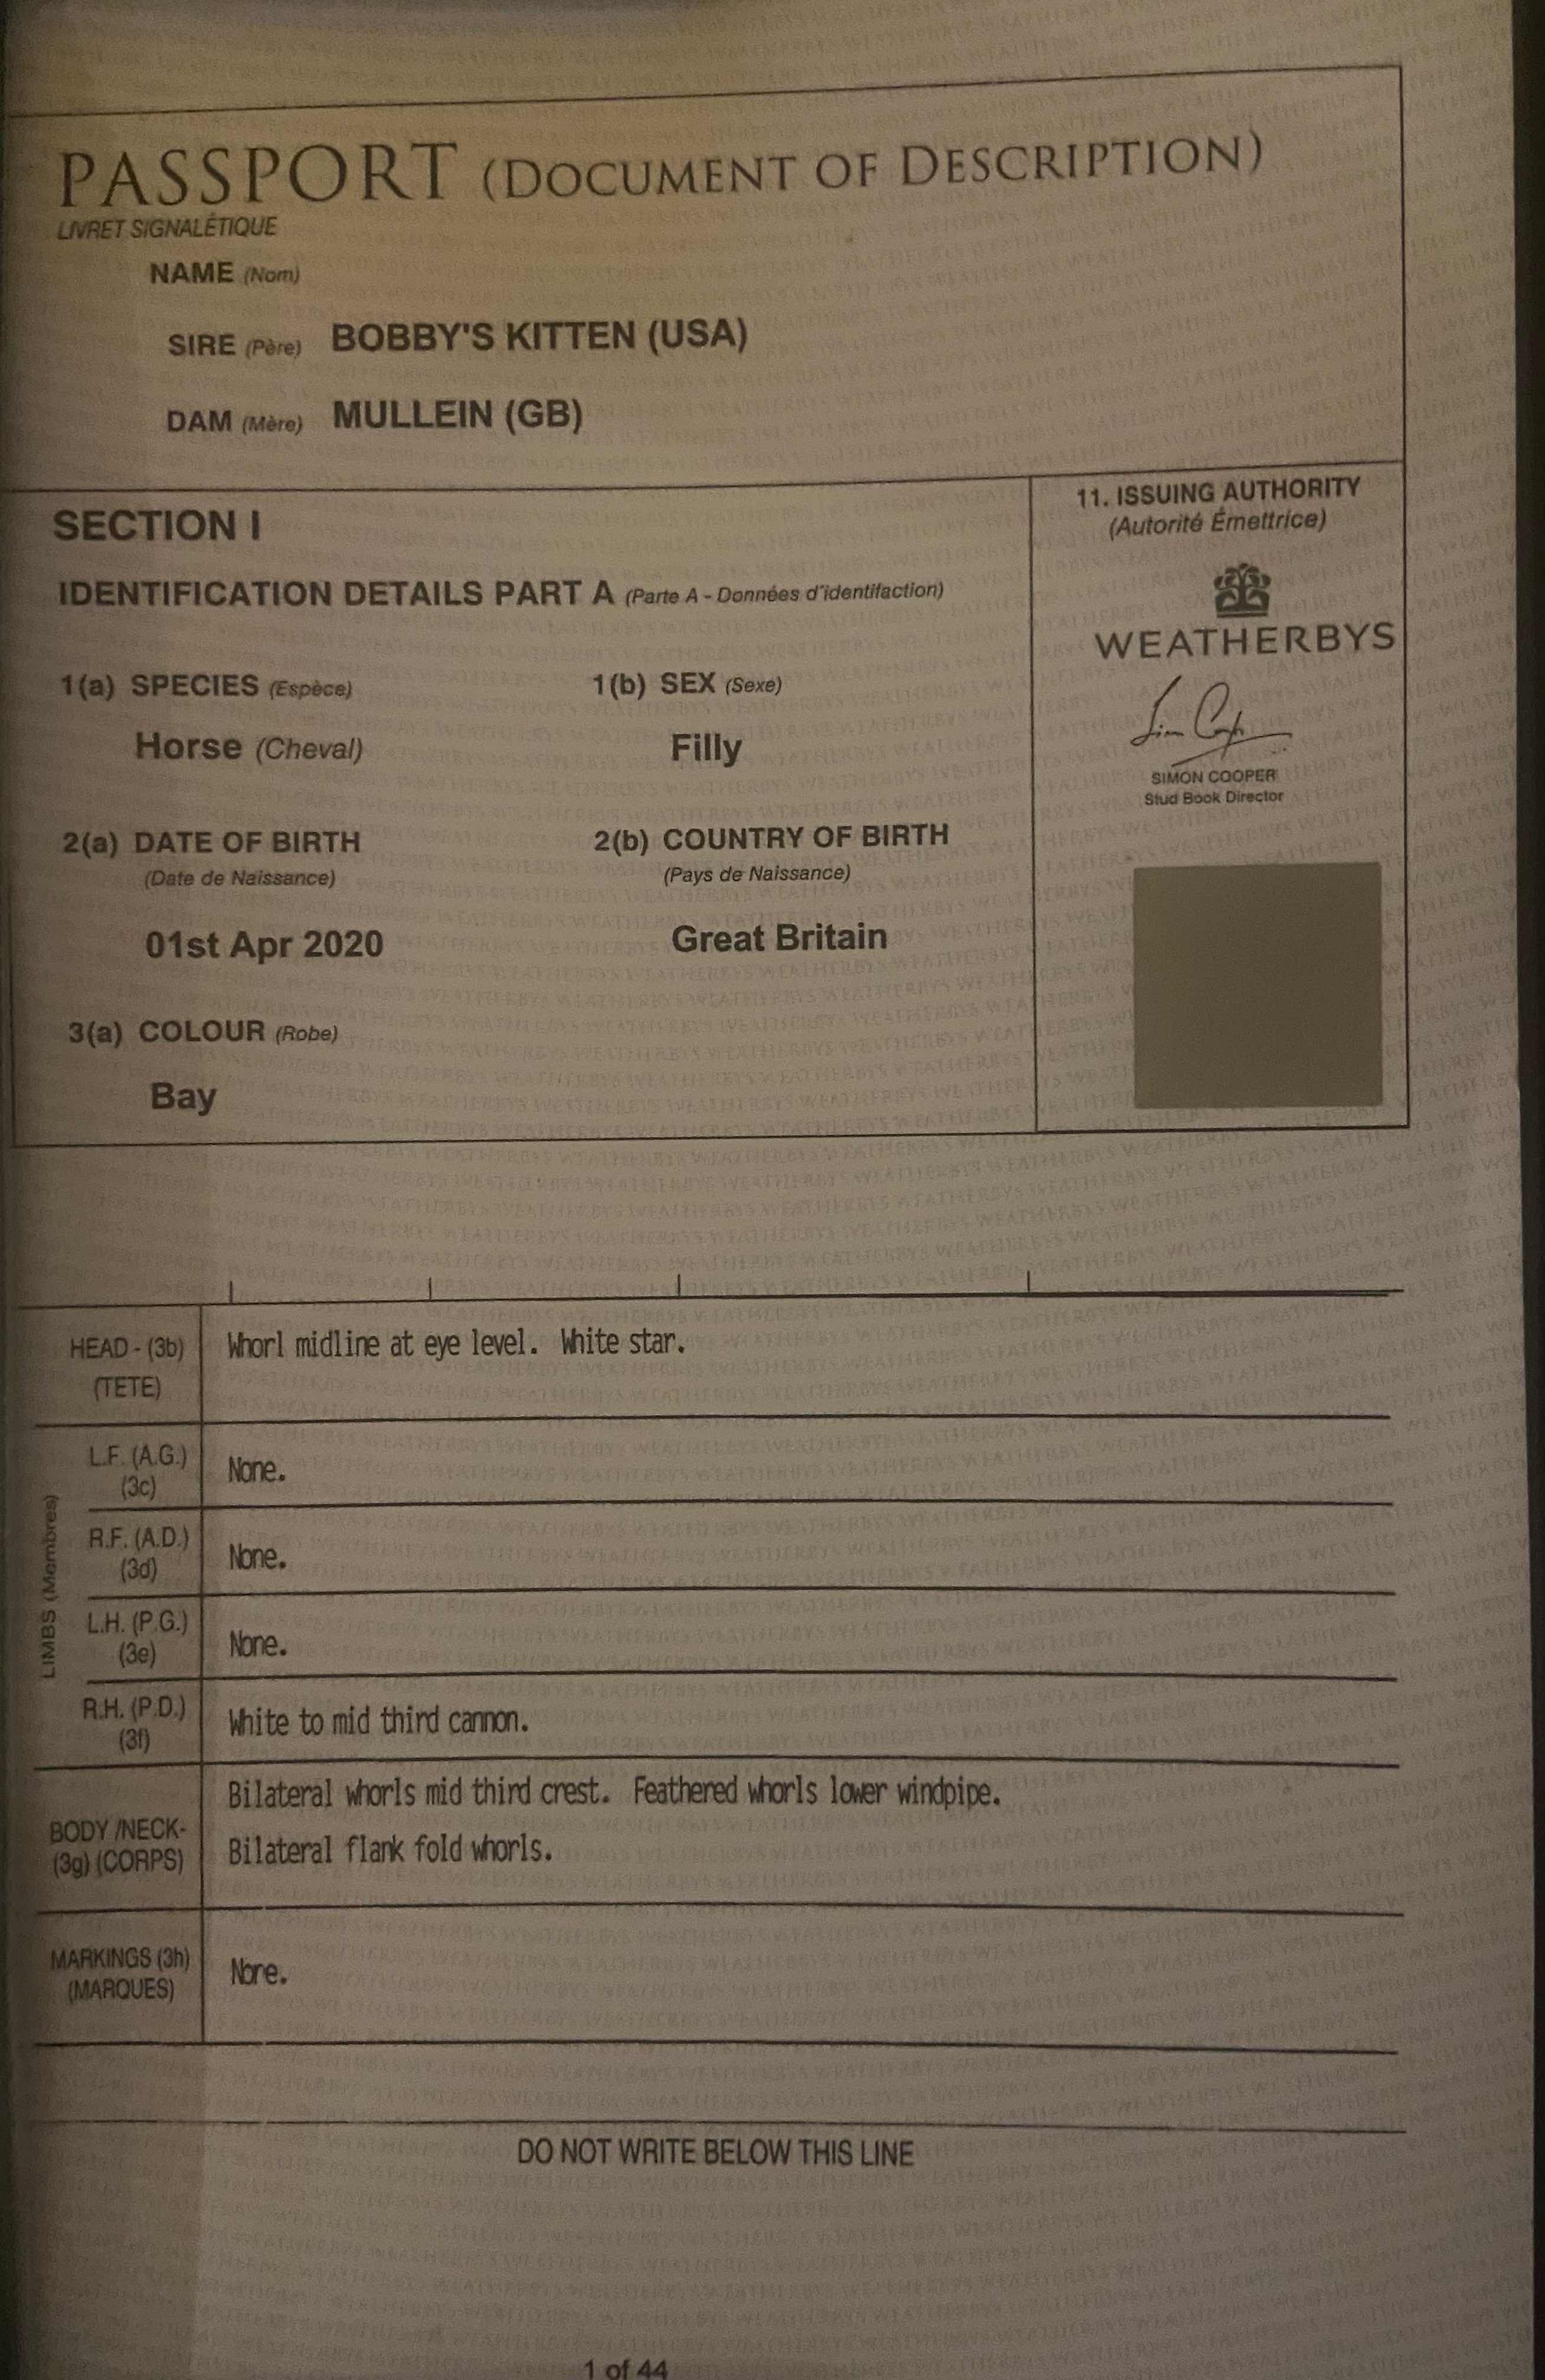 PASSPORT (DOCUMENT OF DESCRIPTION)
LIVRET SIGNALÉTIQUE
NAME (Nom)
SIRE (Père) BOBBY'S KITTEN (USA)
DAM (Mère) MULLEIN (GB)
SECTION I
IDENTIFICATION DETAILS PART A (Parte A - Données d'identifaction)
1(a) SPECIES (Espèce) 1(b) SEX (Sexe)
Horse (Cheval) Filly
2(a) DATE OF BIRTH 2(b) COUNTRY OF BIRTH
(Date de Naissance) (Pays de Naissance)
01st Apr 2020 Great Britain
3(a) COLOUR (Robe)
Bay
11. ISSUING AUTHORITY
(Autorité Émettrice)
WEATHERBYS
SIMON COOPER
Stud Book Director
HEAD - (3b) Whorl midline at eye level. White star.
(TETE)
LIMBS (Membres)
L.F. (A.G.) None.
(3c)
R.F. (A.D.) None.
(3d)
L.H. (P.G.) None.
(3e)
R.H. (P.D.) White to mid third cannon.
(3f)
BODY /NECK- Bilateral whorls mid third crest. Feathered whorls lower windpipe.
(3g) (CORPS) Bilateral flank fold whorls.
MARKINGS (3h) None.
(MARQUES)
DO NOT WRITE BELOW THIS LINE
1 of 44